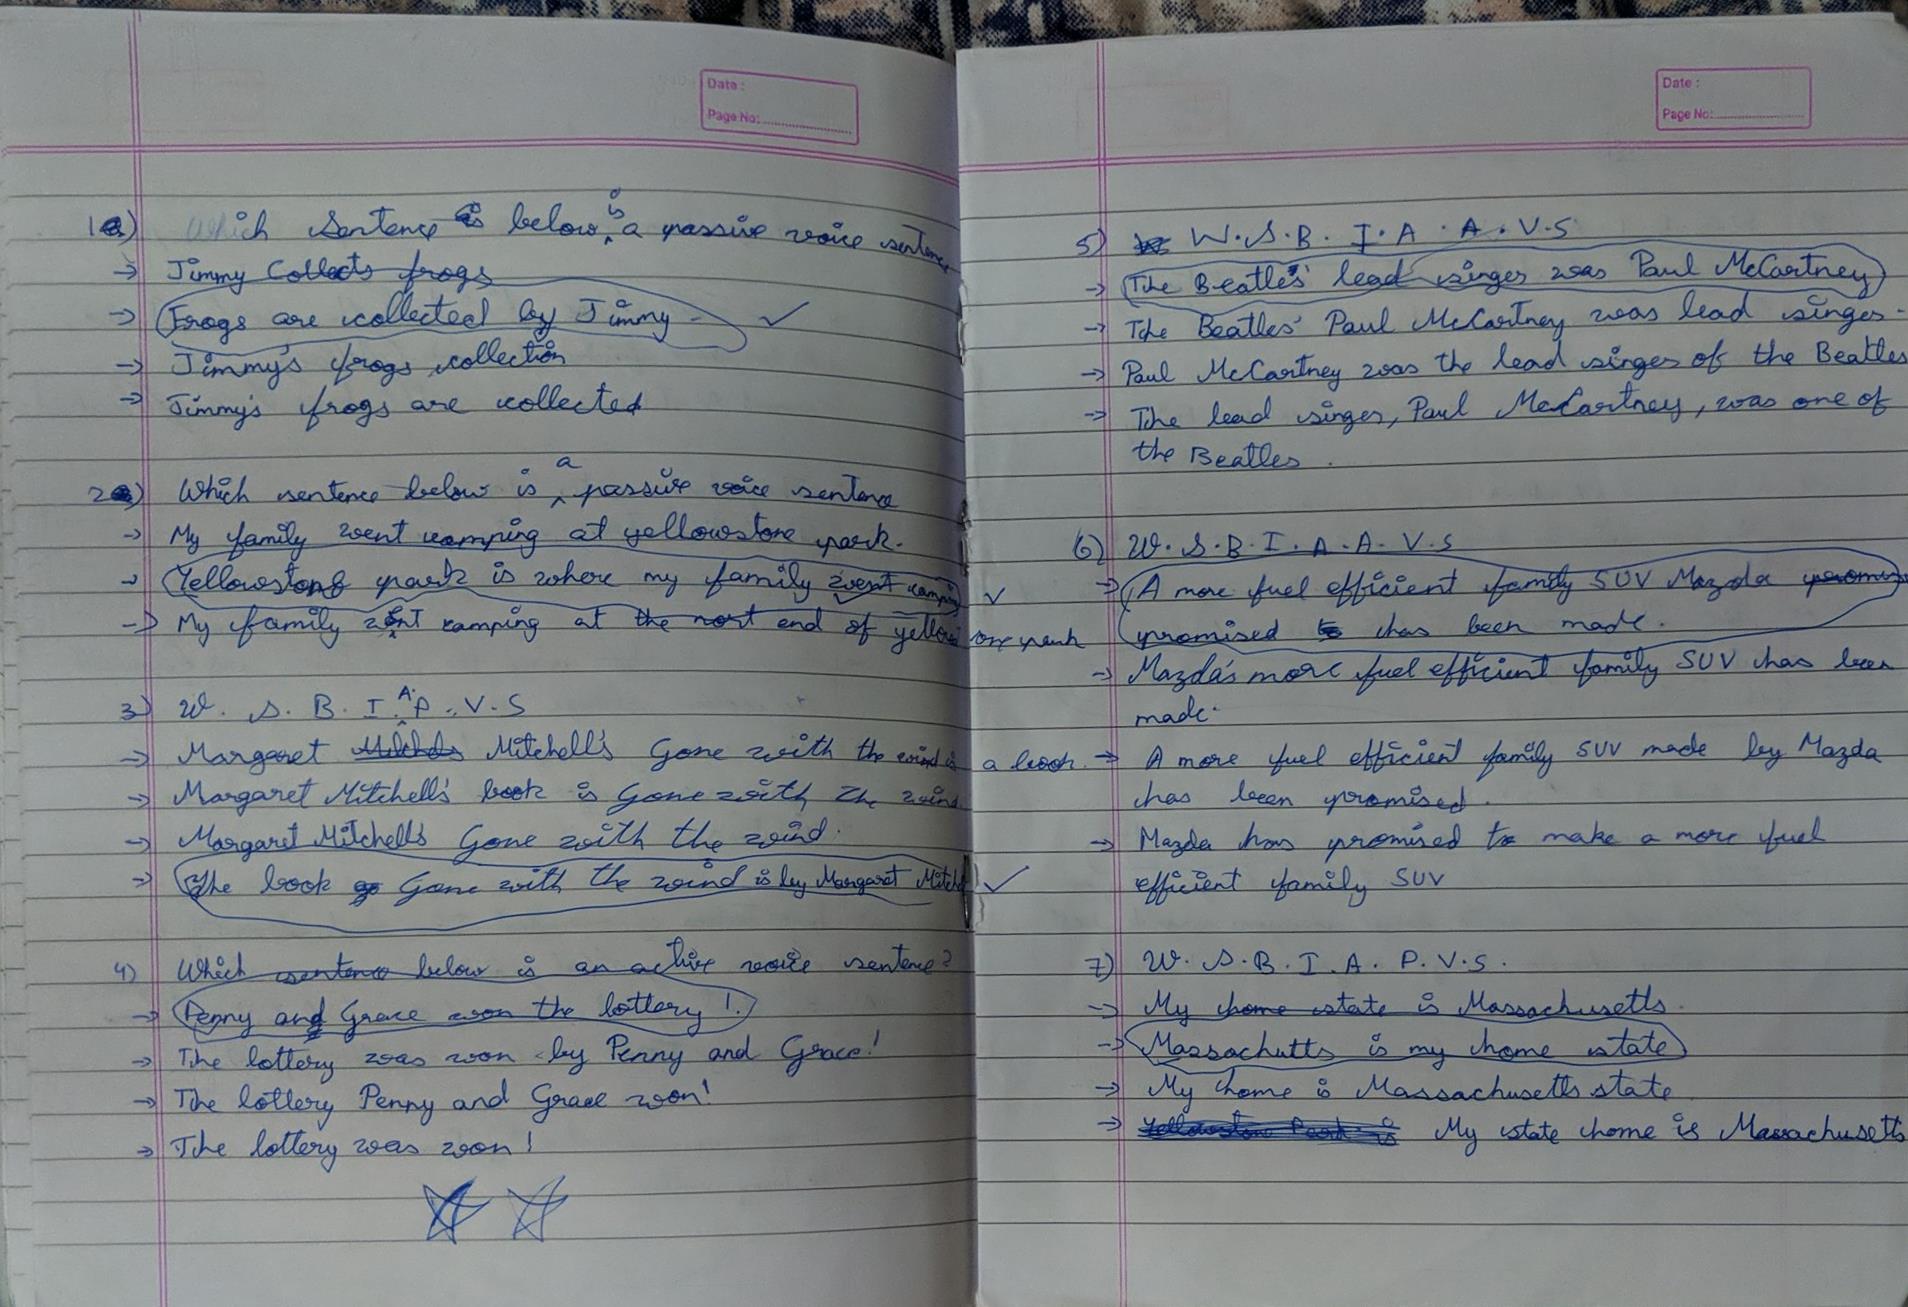 Date :
Page No:
1) Which sentence below is a passive voice sentence
→ Jimmy Collects frogs
→ Frogs are collected by Jimmy -
→ Jimmy's frogs collection
→ Jimmy's frogs are collected
2) Which sentence below is a passive voice sentence
→ My family went camping at yellowstone park.
→ Yellowstone park is where my family went camping
→ My family went camping at the nort end of yellowstone park
3) W. S. B. I. A. P. V. S
→ Margaret Mitchell's Gone with the wind is a book.
→ Margaret Mitchell's book is Gone with The wind
→ Margaret Mitchell's Gone with the wind.
→ The book Gone with the wind is by Margaret Mitchell
4) Which sentence below is an active voice sentence?
→ Penny and Grace won the lottery !.
→ The lottery was won by Penny and Grace!
→ The lottery Penny and Grace won!
→ The lottery was won!
Date :
Page No:
5) W. S. B. I. A. A. V. S
→ The Beatles' lead singes was Paul McCartney
→ The Beatles' Paul McCartney was lead singes.
→ Paul McCartney was the lead singes of the Beatles
→ The lead singer, Paul McCartney, was one of
the Beatles.
6) W. S. B. I. A. A. V. S
→ A more fuel efficient family SUV Mazda
promised has been made.
→ Mazda's more fuel efficient family SUV has been
made.
→ A more fuel efficient family SUV made by Mazda
has been promised.
→ Mazda has promised to make a more fuel
efficient family SUV
7) W. S. B. I. A. P. V. S.
→ My home state is Massachusetts.
→ Massachutts is my home state
→ My home is Massachusetts state
→ My state home is Massachusetts